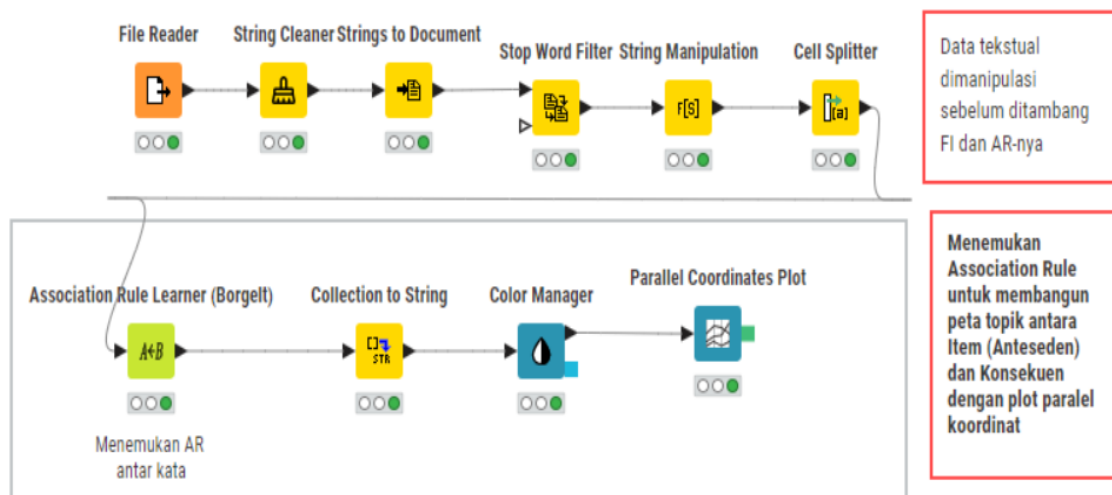 File Reader
String Cleaner
Strings to Document
Stop Word Filter
String Manipulation
Cell Splitter
F[S]
[a]
Data tekstual
dimanipulasi
sebelum ditambang
FI dan AR-nya
Association Rule Learner (Borgelt)
Collection to String
Color Manager
Parallel Coordinates Plot
A+B
STR
Menemukan AR
antar kata
Menemukan
Association Rule
untuk membangun
peta topik antara
Item (Anteseden)
dan Konsekuen
dengan plot paralel
koordinat